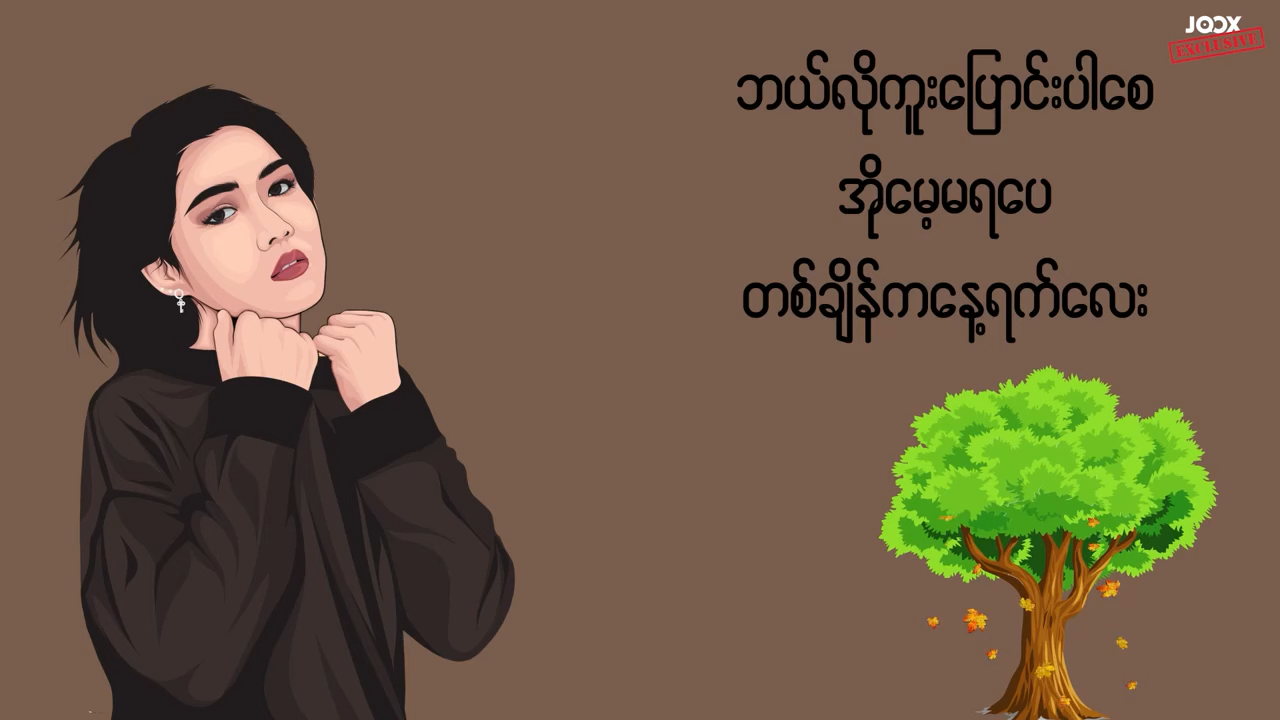 JOOX
EXCLUSIVE
ဘယ်လိုကူးပြောင်းပါစေ
အိုမေ့မရပေ
တစ်ချိန်ကနေ့ရက်လေး